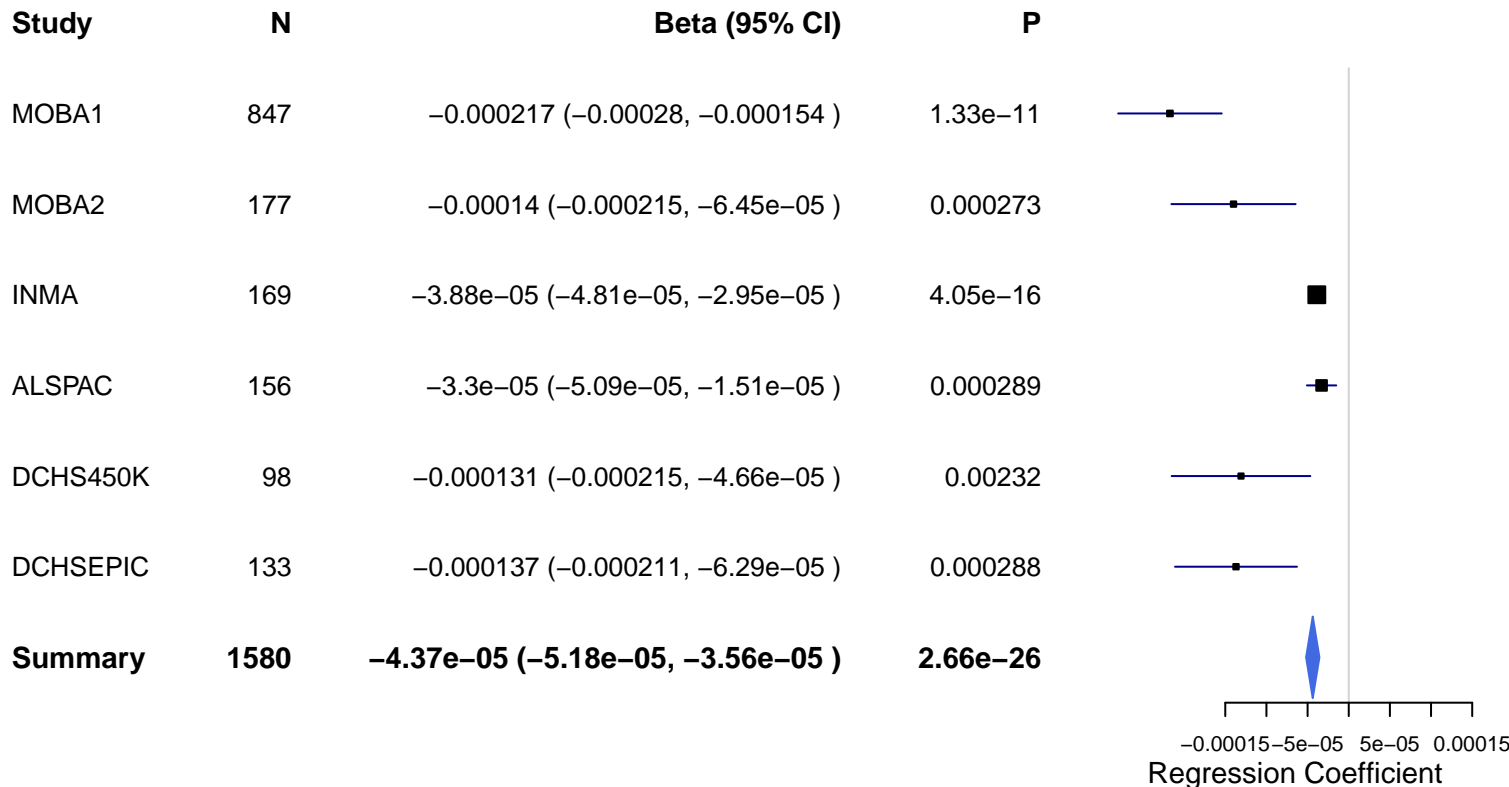 Study N Beta (95% CI) P
MOBA1 847 −0.000217 (−0.00028, −0.000154 ) 1.33e−11
MOBA2 177 −0.00014 (−0.000215, −6.45e−05 ) 0.000273
INMA 169 −3.88e−05 (−4.81e−05, −2.95e−05 ) 4.05e−16
ALSPAC 156 −3.3e−05 (−5.09e−05, −1.51e−05 ) 0.000289
DCHS450K 98 −0.000131 (−0.000215, −4.66e−05 ) 0.00232
DCHSEPIC 133 −0.000137 (−0.000211, −6.29e−05 ) 0.000288
Summary 1580 −4.37e−05 (−5.18e−05, −3.56e−05 ) 2.66e−26
−0.00015 −5e−05 5e−05 0.00015
Regression Coefficient